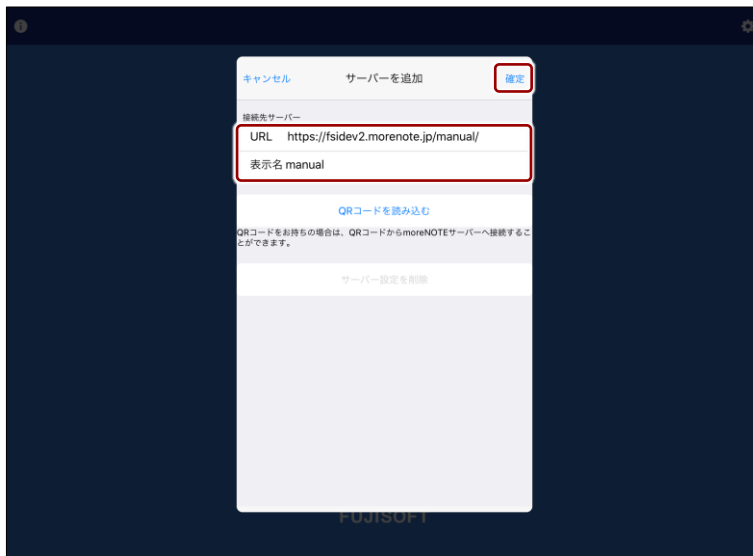 キャンセル サーバーを追加 確定
接続先サーバー
URL https://fsidev2.morenote.jp/manual/
表示名 manual
QRコードを読み込む
QRコードをお持ちの場合は、QRコードからmoreNOTEサーバーへ接続するこ
とができます。
サーバー設定を削除
FUJISOFT